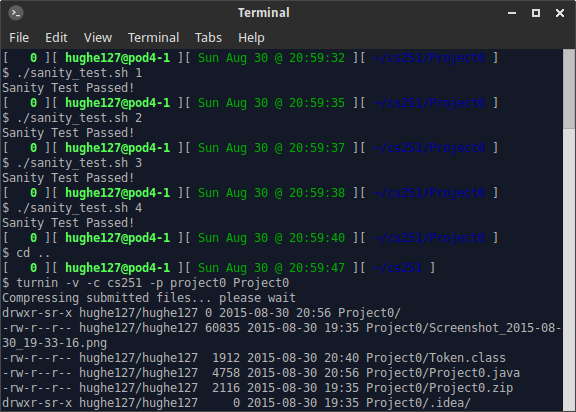 Terminal
File Edit View Terminal Tabs Help
[   0 ][ hughe127@pod4-1 ][ Sun Aug 30 @ 20:59:32 ][ ~/cs251/Project0 ]
$ ./sanity_test.sh 1
Sanity Test Passed!
[   0 ][ hughe127@pod4-1 ][ Sun Aug 30 @ 20:59:35 ][ ~/cs251/Project0 ]
$ ./sanity_test.sh 2
Sanity Test Passed!
[   0 ][ hughe127@pod4-1 ][ Sun Aug 30 @ 20:59:37 ][ ~/cs251/Project0 ]
$ ./sanity_test.sh 3
Sanity Test Passed!
[   0 ][ hughe127@pod4-1 ][ Sun Aug 30 @ 20:59:38 ][ ~/cs251/Project0 ]
$ ./sanity_test.sh 4
Sanity Test Passed!
[   0 ][ hughe127@pod4-1 ][ Sun Aug 30 @ 20:59:40 ][ ~/cs251/Project0 ]
$ cd ..
[   0 ][ hughe127@pod4-1 ][ Sun Aug 30 @ 20:59:47 ][ ~/cs251 ]
$ turnin -v -c cs251 -p project0 Project0
Compressing submitted files... please wait
drwxr-sr-x hughe127/hughe127 0 2015-08-30 20:56 Project0/
-rw-r--r-- hughe127/hughe127 60835 2015-08-30 19:35 Project0/Screenshot_2015-08-
30_19-33-16.png
-rw-r--r-- hughe127/hughe127  1912 2015-08-30 20:40 Project0/Token.class
-rw-r--r-- hughe127/hughe127  4758 2015-08-30 20:56 Project0/Project0.java
-rw-r--r-- hughe127/hughe127  2116 2015-08-30 19:35 Project0/Project0.zip
drwxr-sr-x hughe127/hughe127     0 2015-08-30 19:35 Project0/.idea/